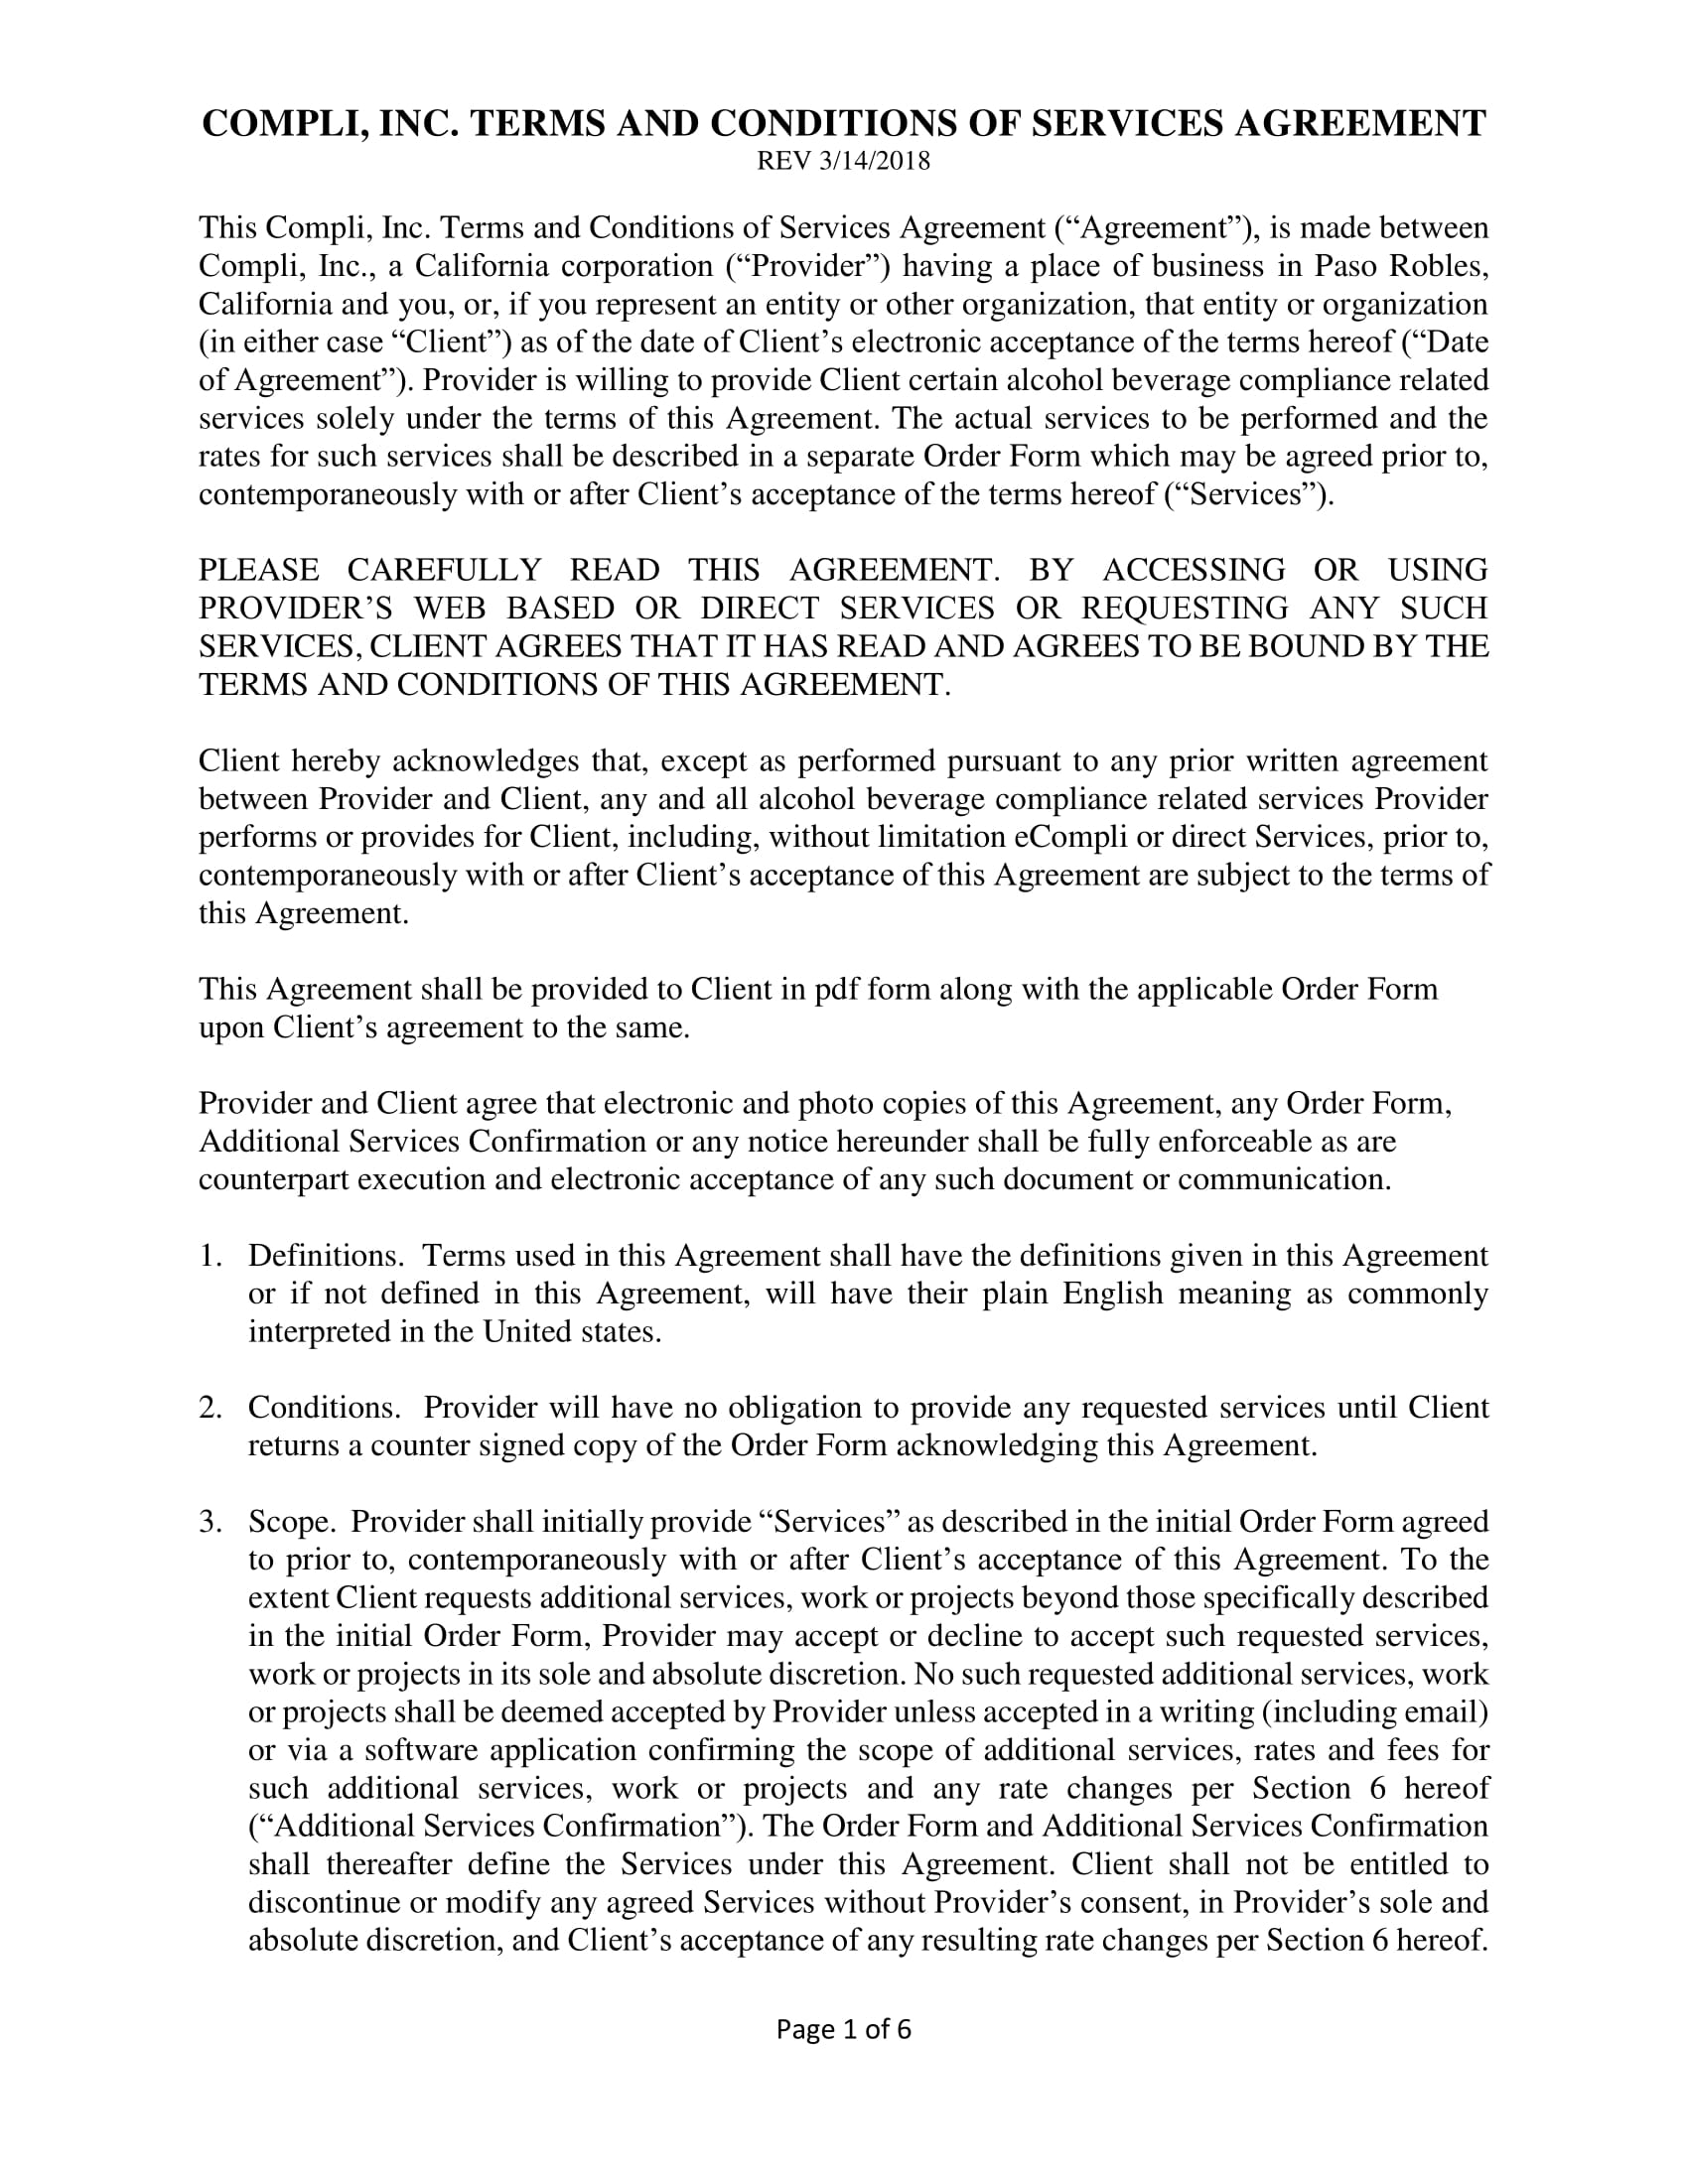 COMPLI, INC. TERMS AND CONDITIONS OF SERVICES AGREEMENT
REV 3/14/2018
This Compli, Inc. Terms and Conditions of Services Agreement (“Agreement”), is made between
Compli, Inc., a California corporation (“Provider”) having a place of business in Paso Robles,
California and you, or, if you represent an entity or other organization, that entity or organization
(in either case “Client”) as of the date of Client’s electronic acceptance of the terms hereof (“Date
of Agreement”). Provider is willing to provide Client certain alcohol beverage compliance related
services solely under the terms of this Agreement. The actual services to be performed and the
rates for such services shall be described in a separate Order Form which may be agreed prior to,
contemporaneously with or after Client’s acceptance of the terms hereof (“Services”).
PLEASE CAREFULLY READ THIS AGREEMENT. BY ACCESSING OR USING
PROVIDER’S WEB BASED OR DIRECT SERVICES OR REQUESTING ANY SUCH
SERVICES, CLIENT AGREES THAT IT HAS READ AND AGREES TO BE BOUND BY THE
TERMS AND CONDITIONS OF THIS AGREEMENT.
Client hereby acknowledges that, except as performed pursuant to any prior written agreement
between Provider and Client, any and all alcohol beverage compliance related services Provider
performs or provides for Client, including, without limitation eCompli or direct Services, prior to,
contemporaneously with or after Client’s acceptance of this Agreement are subject to the terms of
this Agreement.
This Agreement shall be provided to Client in pdf form along with the applicable Order Form
upon Client’s agreement to the same.
Provider and Client agree that electronic and photo copies of this Agreement, any Order Form,
Additional Services Confirmation or any notice hereunder shall be fully enforceable as are
counterpart execution and electronic acceptance of any such document or communication.
1. Definitions. Terms used in this Agreement shall have the definitions given in this Agreement
or if not defined in this Agreement, will have their plain English meaning as commonly
interpreted in the United states.
2. Conditions. Provider will have no obligation to provide any requested services until Client
returns a counter signed copy of the Order Form acknowledging this Agreement.
3. Scope. Provider shall initially provide “Services” as described in the initial Order Form agreed
to prior to, contemporaneously with or after Client’s acceptance of this Agreement. To the
extent Client requests additional services, work or projects beyond those specifically described
in the initial Order Form, Provider may accept or decline to accept such requested services,
work or projects in its sole and absolute discretion. No such requested additional services, work
or projects shall be deemed accepted by Provider unless accepted in a writing (including email)
or via a software application confirming the scope of additional services, rates and fees for
such additional services, work or projects and any rate changes per Section 6 hereof
(“Additional Services Confirmation”). The Order Form and Additional Services Confirmation
shall thereafter define the Services under this Agreement. Client shall not be entitled to
discontinue or modify any agreed Services without Provider’s consent, in Provider’s sole and
absolute discretion, and Client’s acceptance of any resulting rate changes per Section 6 hereof.
Page 1 of 6